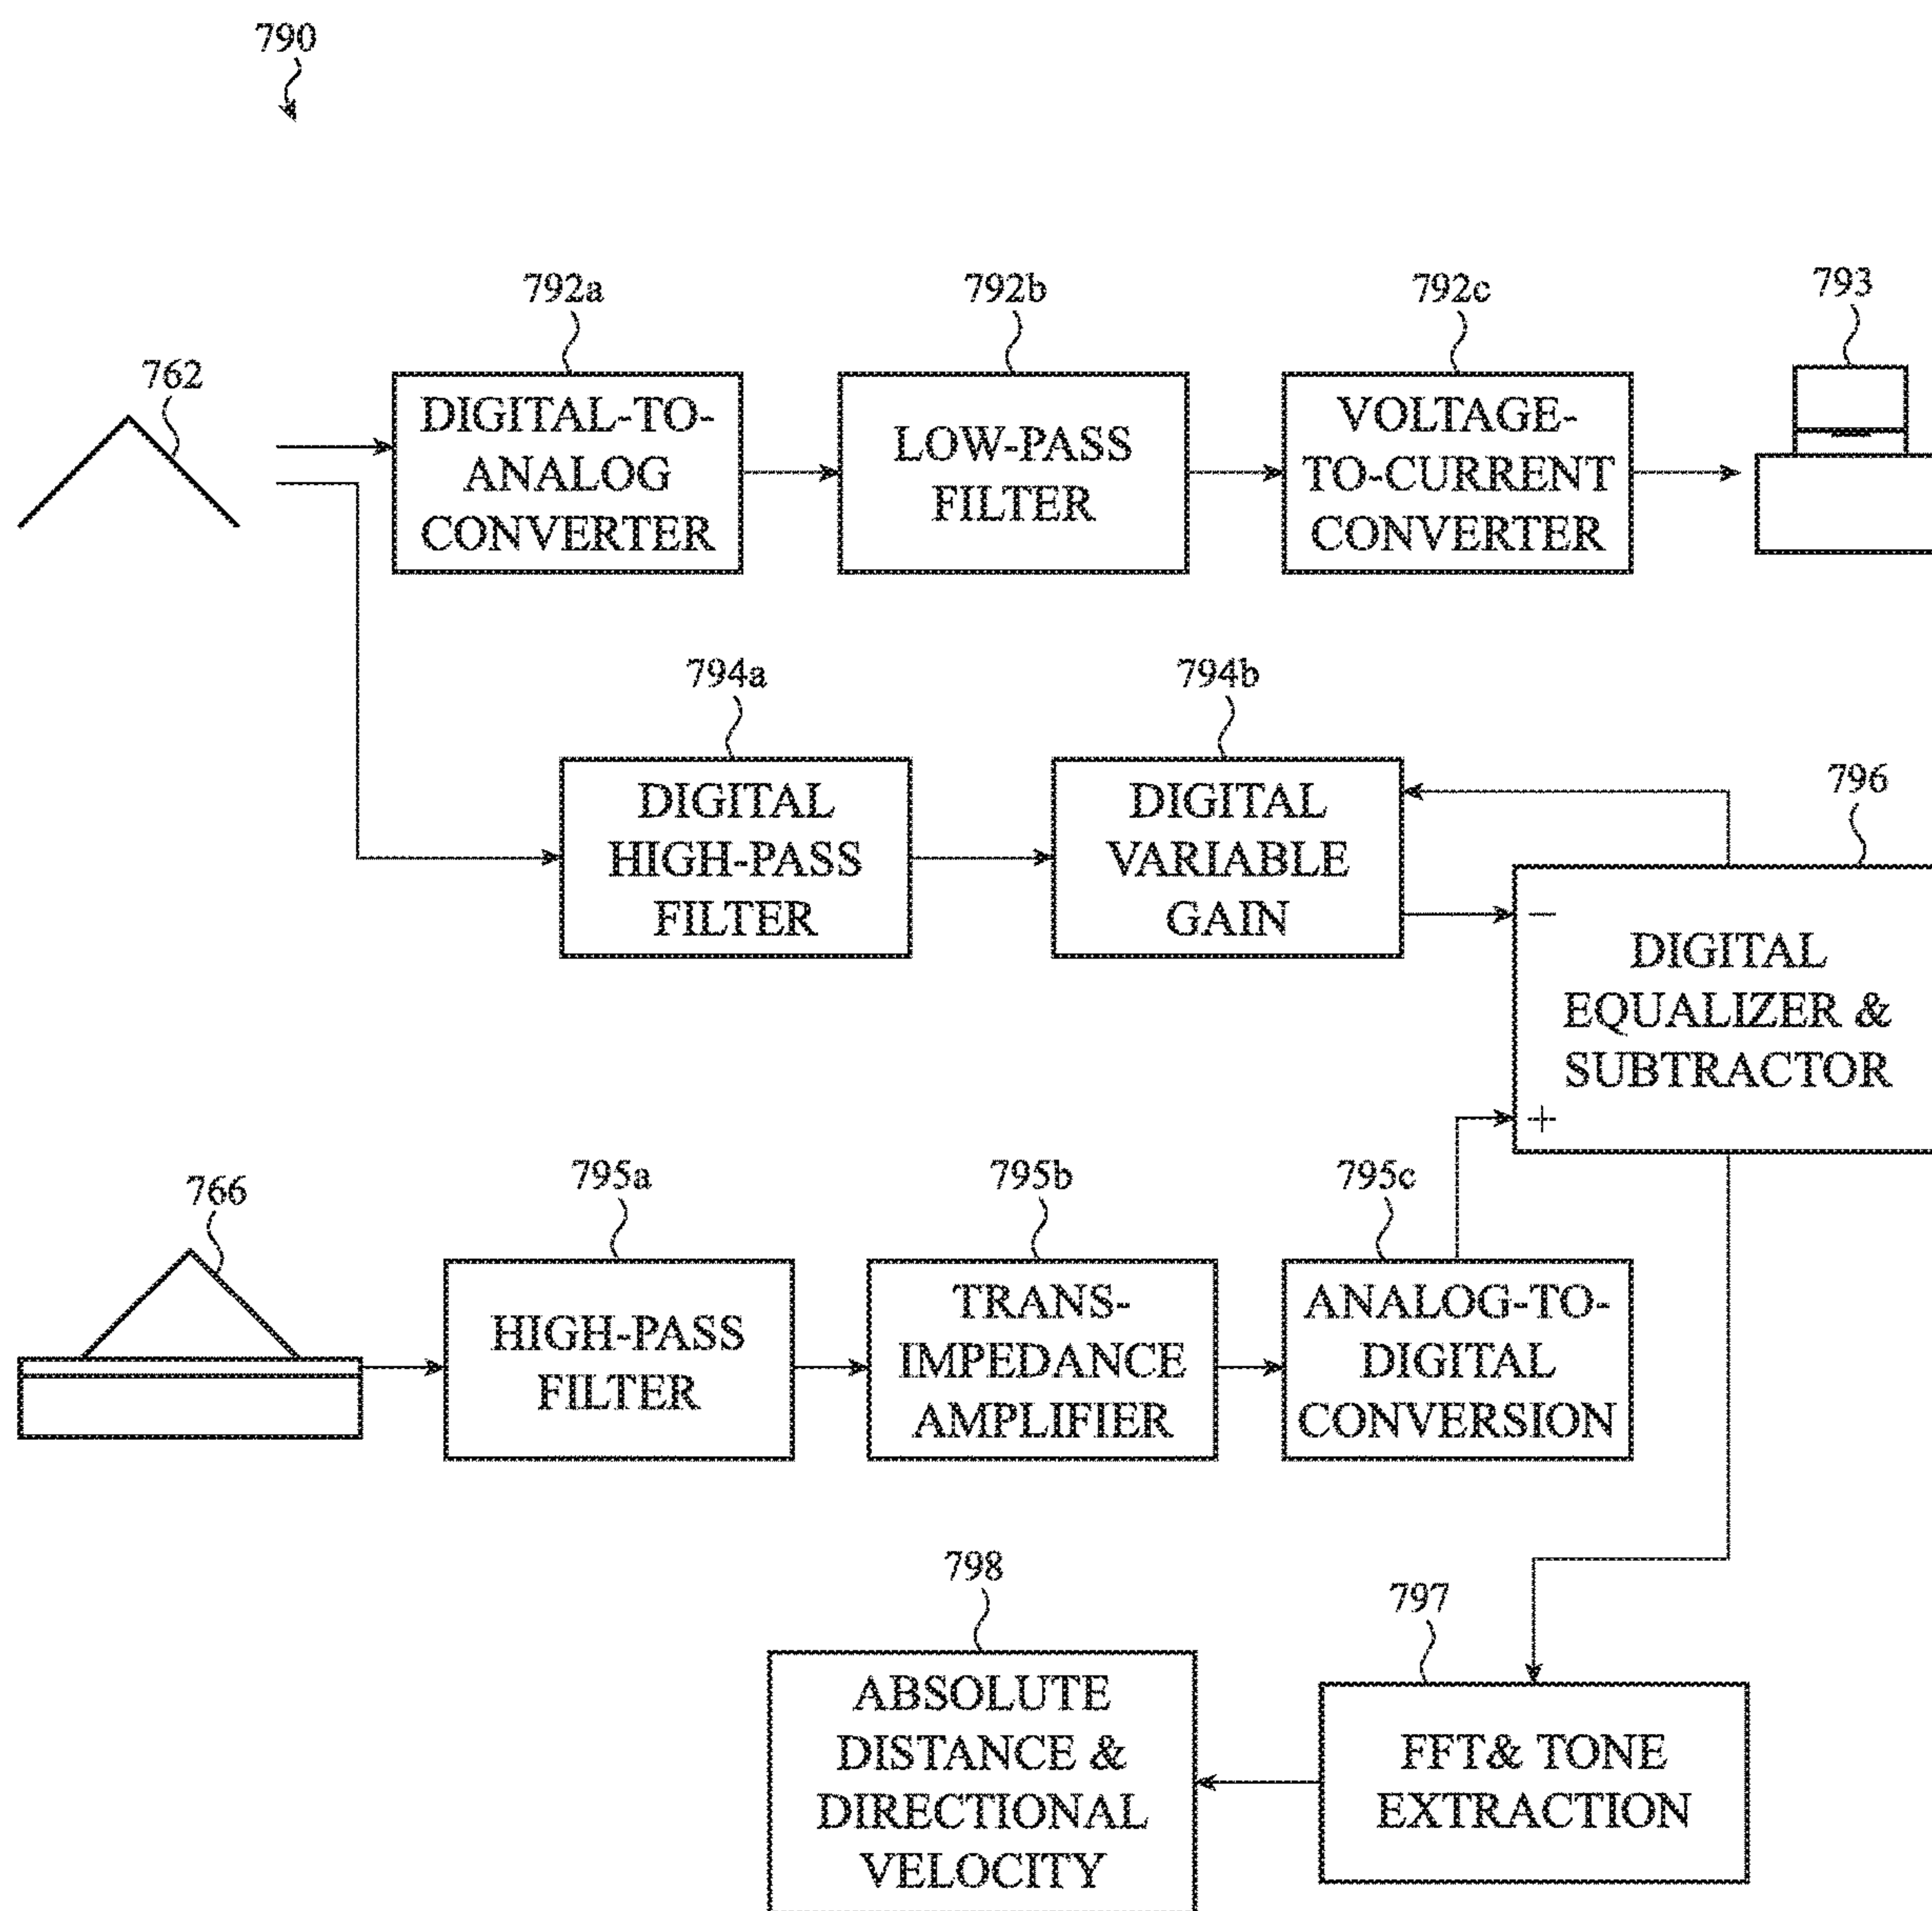 790
792a
792b
792c
793
762
DIGITAL-TO-
ANALOG
CONVERTER
LOW-PASS
FILTER
VOLTAGE-
TO-CURRENT
CONVERTER
794a
794b
796
DIGITAL
HIGH-PASS
FILTER
DIGITAL
VARIABLE
GAIN
−
DIGITAL
EQUALIZER &
SUBTRACTOR
+
766
795a
795b
795c
HIGH-PASS
FILTER
TRANS-
IMPEDANCE
AMPLIFIER
ANALOG-TO-
DIGITAL
CONVERSION
798
797
ABSOLUTE
DISTANCE &
DIRECTIONAL
VELOCITY
FFT& TONE
EXTRACTION